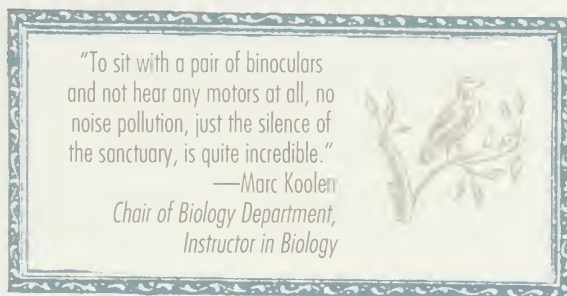 "To sit with a pair of binoculars
and not hear any motors at all, no
noise pollution, just the silence of
the sanctuary, is quite incredible."
—Marc Koolen
Chair of Biology Department,
Instructor in Biology